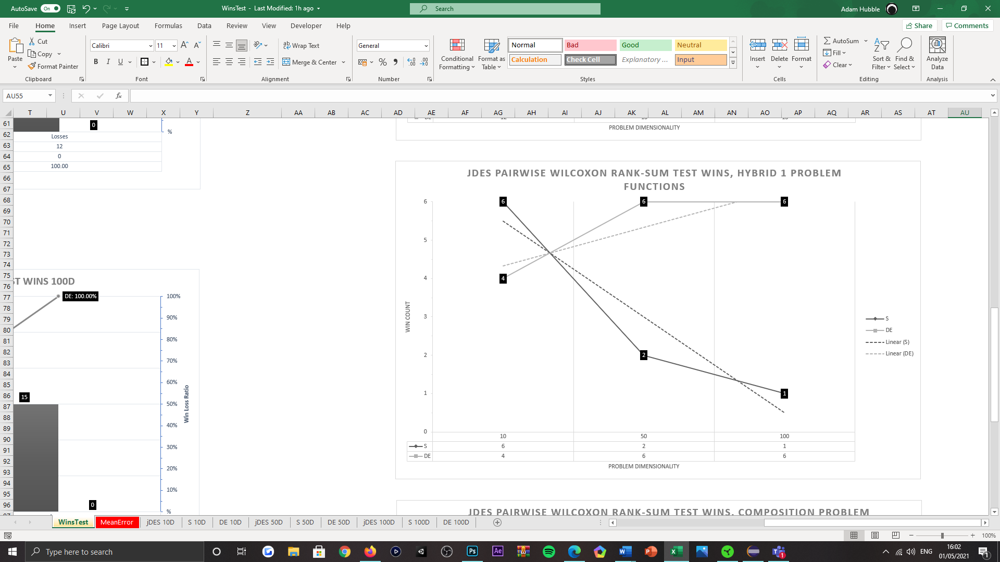 AutoSave On
WinsTest - Last Modified: 1h ago
Search
Adam Hubble
File Home Insert Page Layout Formulas Data Review View Developer Help
Share Comments
Paste
Cut
Copy
Format Painter
Clipboard
Calibri 11
B I U
Font
Wrap Text
Merge & Center
Alignment
General
Number
Conditional Formatting
Format as Table
Normal Bad Good Neutral
Calculation Check Cell Explanatory ... Input
Styles
Insert Delete Format
Cells
AutoSum
Fill
Clear
Sort & Filter
Find & Select
Editing
Analyze Data
Analysis
AU55
fx
T U V W X Y Z AA AB AC AD AE AF AG AH AI AJ AK AL AM AN AO AP AQ AR AS AT AU
61
62
63
64
65
66
67
68
69
70
71
72
73
74
75
76
77
78
79
80
81
82
83
84
85
86
87
88
89
90
91
92
93
94
95
96
0
%
Losses
12
0
100.00
PROBLEM DIMENSIONALITY
ST WINS 100D
DE: 100.00%
100%
90%
80%
70%
60%
50%
40%
30%
20%
10%
%
Win Loss Ratio
15
0
JDES PAIRWISE WILCOXON RANK-SUM TEST WINS, HYBRID 1 PROBLEM
FUNCTIONS
6
5
4
3
2
1
0
WIN COUNT
6 6 6
4
2
1
10 50 100
S 6 2 1
DE 4 6 6
PROBLEM DIMENSIONALITY
S
DE
Linear (S)
Linear (DE)
JDES PAIRWISE WILCOXON RANK-SUM TEST WINS, COMPOSITION PROBLEM
WinsTest MeanError jDES 10D S 10D DE 10D jDES 50D S 50D DE 50D jDES 100D S 100D DE 100D
100%
Type here to search
ENG
16:02
01/05/2021